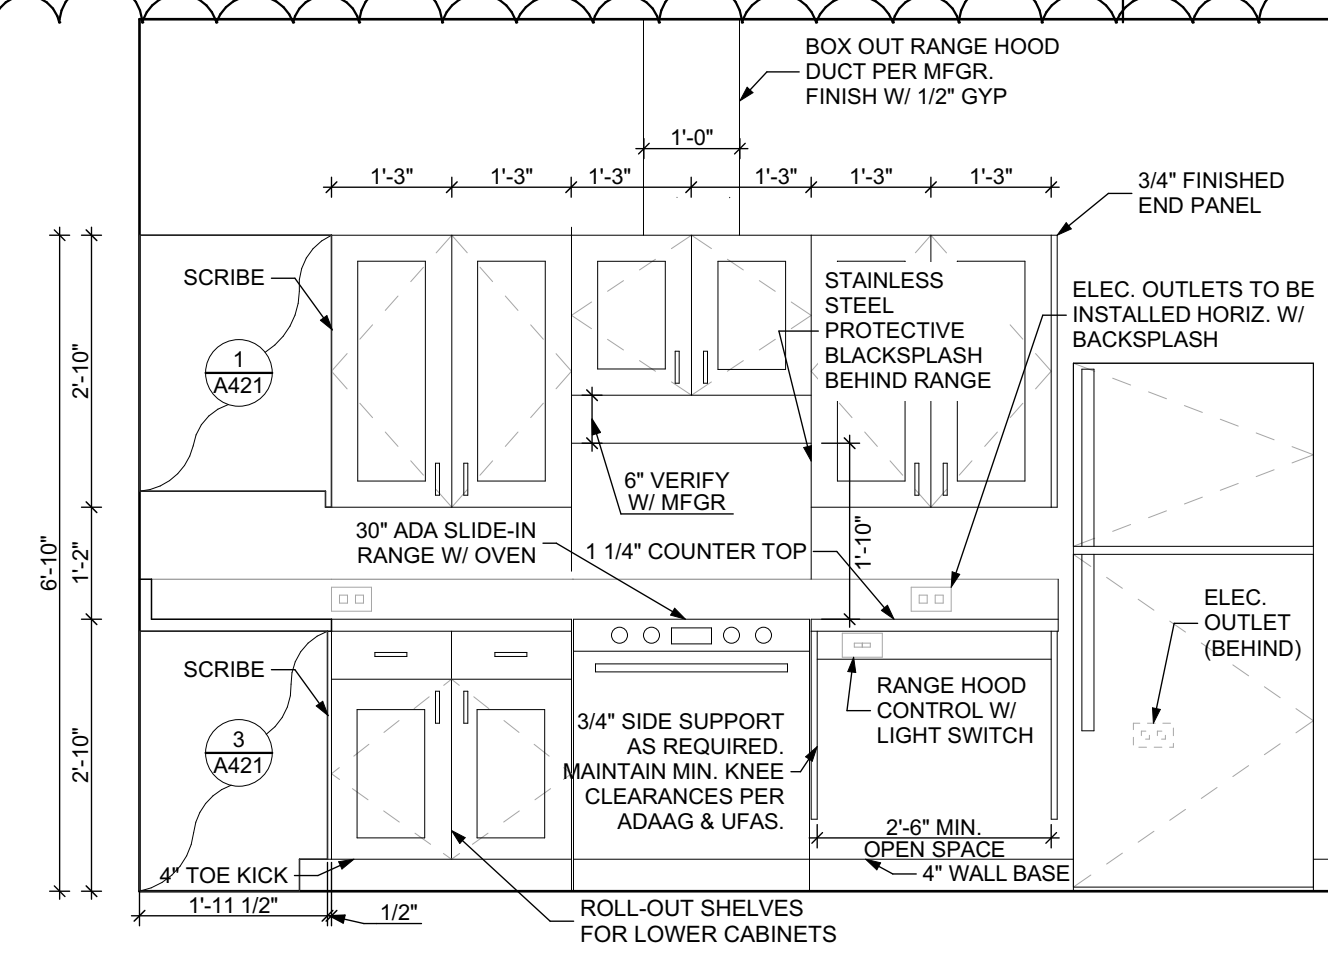 BOX OUT RANGE HOOD
DUCT PER MFGR.
FINISH W/ 1/2" GYP
1'-0"
1'-3"
1'-3"
1'-3"
1'-3"
1'-3"
1'-3"
3/4" FINISHED
END PANEL
SCRIBE
1
A421
STAINLESS
STEEL
PROTECTIVE
BLACKSPLASH
BEHIND RANGE
ELEC. OUTLETS TO BE
INSTALLED HORIZ. W/
BACKSPLASH
2'-10"
6" VERIFY
W/ MFGR
30" ADA SLIDE-IN
RANGE W/ OVEN
1 1/4" COUNTER TOP
1'-10"
6'-10"
1'-2"
ELEC.
OUTLET
(BEHIND)
SCRIBE
3
A421
2'-10"
RANGE HOOD
CONTROL W/
LIGHT SWITCH
3/4" SIDE SUPPORT
AS REQUIRED.
MAINTAIN MIN. KNEE
CLEARANCES PER
ADAAG & UFAS.
2'-6" MIN.
OPEN SPACE
4" TOE KICK
4" WALL BASE
1'-11 1/2"
1/2"
ROLL-OUT SHELVES
FOR LOWER CABINETS